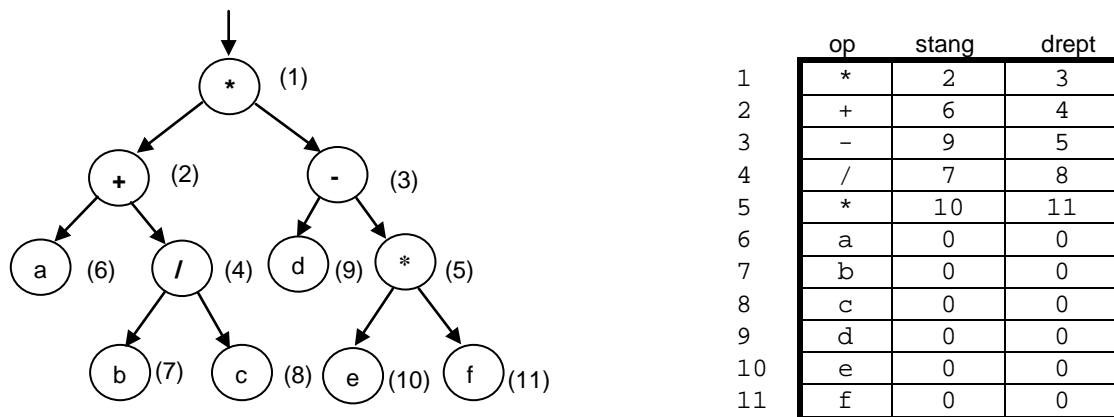 * (1)
+ (2) - (3)
a (6) / (4) d (9) * (5)
b (7) c (8) e (10) f (11)
op stang drept
1 * 2 3
2 + 6 4
3 - 9 5
4 / 7 8
5 * 10 11
6 a 0 0
7 b 0 0
8 c 0 0
9 d 0 0
10 e 0 0
11 f 0 0